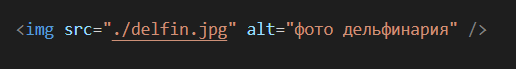 <img src="./delfin.jpg" alt="фото дельфинария" />